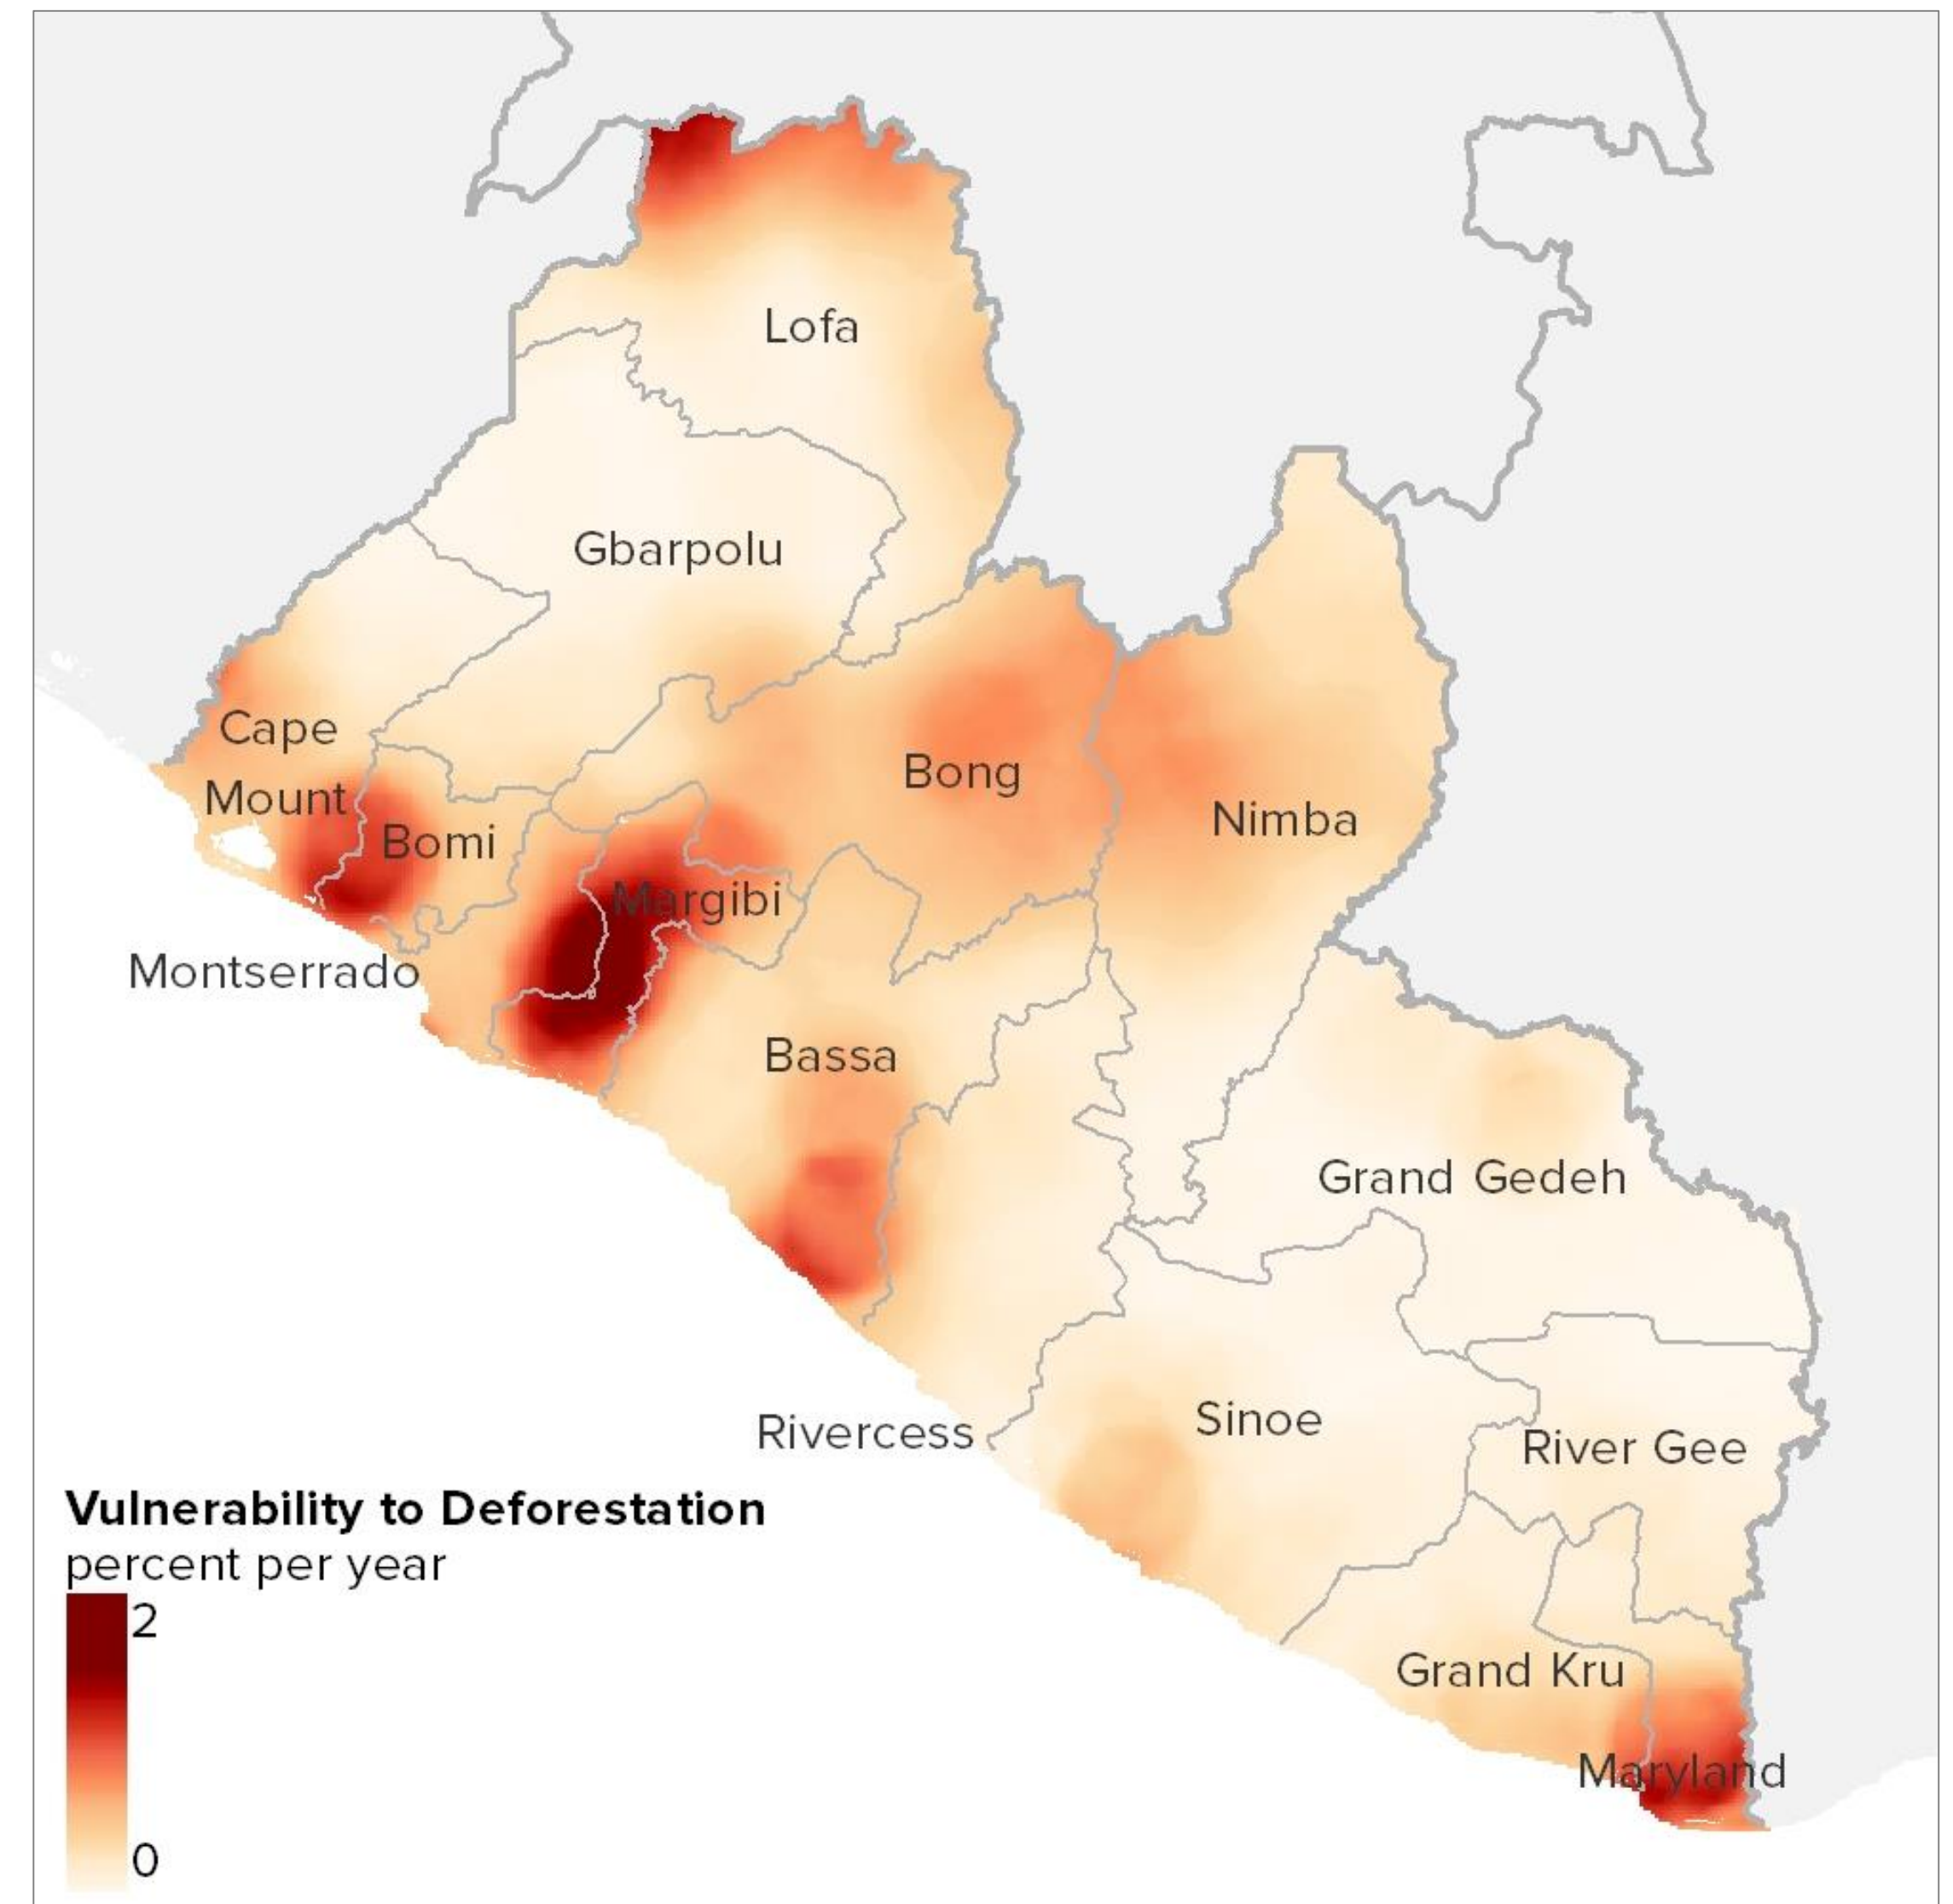 Lofa
Gbarpolu
Cape
Mount
Bomi
Bong
Nimba
Margibi
Montserrado
Bassa
Grand Gedeh
Rivercess
Sinoe
River Gee
Grand Kru
Maryland
Vulnerability to Deforestation
percent per year
2
0